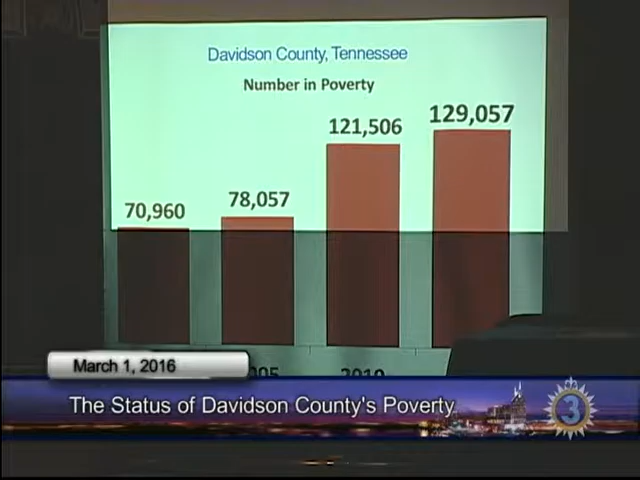 Davidson County, Tennessee
Number in Poverty
129,057
121,506
78,057
70,960
2010
March 1, 2016
The Status of Davidson County's Poverty
3